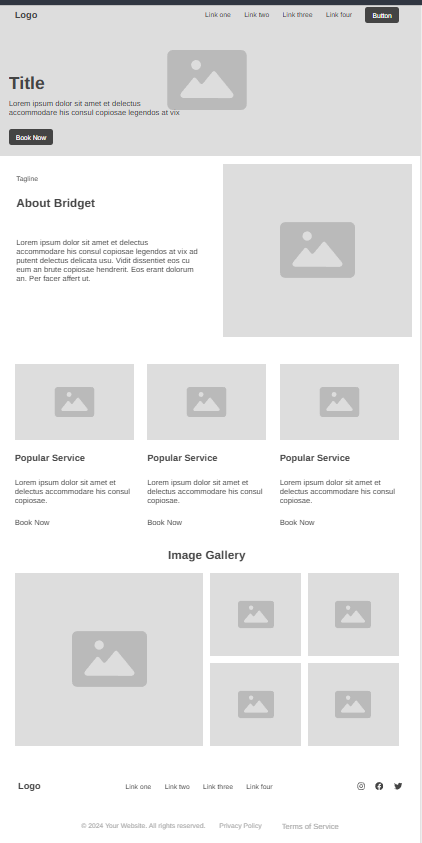 Logo
Link one Link two Link three Link four Button
Title
Lorem ipsum dolor sit amet et delectus
accommodare his consul copiosae legendos at vix
Book Now
Tagline
About Bridget
Lorem ipsum dolor sit amet et delectus
accommodare his consul copiosae legendos at vix ad
putent delectus delicata usu. Vidit dissentiet eos cu
eum an brute copiosae hendrerit. Eos erant dolorum
an. Per facer affert ut.
Popular Service
Lorem ipsum dolor sit amet et
delectus accommodare his consul
copiosae.
Book Now
Popular Service
Lorem ipsum dolor sit amet et
delectus accommodare his consul
copiosae.
Book Now
Popular Service
Lorem ipsum dolor sit amet et
delectus accommodare his consul
copiosae.
Book Now
Image Gallery
Logo
Link one Link two Link three Link four
© 2024 Your Website. All rights reserved. Privacy Policy Terms of Service